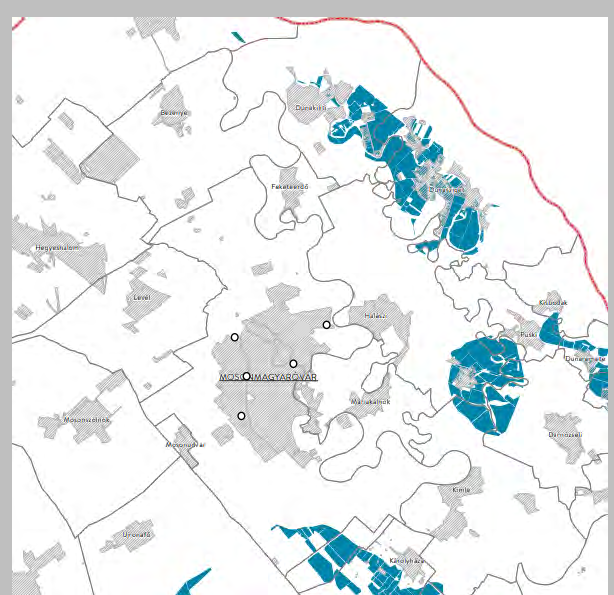 Dunakiliti
Bezenye
Feketeerdő
Dunasziget
Hegyeshalom
Levél
Kisbodak
Halászi
Püski
Dunaremete
MOSONMAGYARÓVÁR
Máriakálnok
Mosonszolnok
Darnózseli
Mosonudvar
Kimle
Újrónafő
Károlyháza